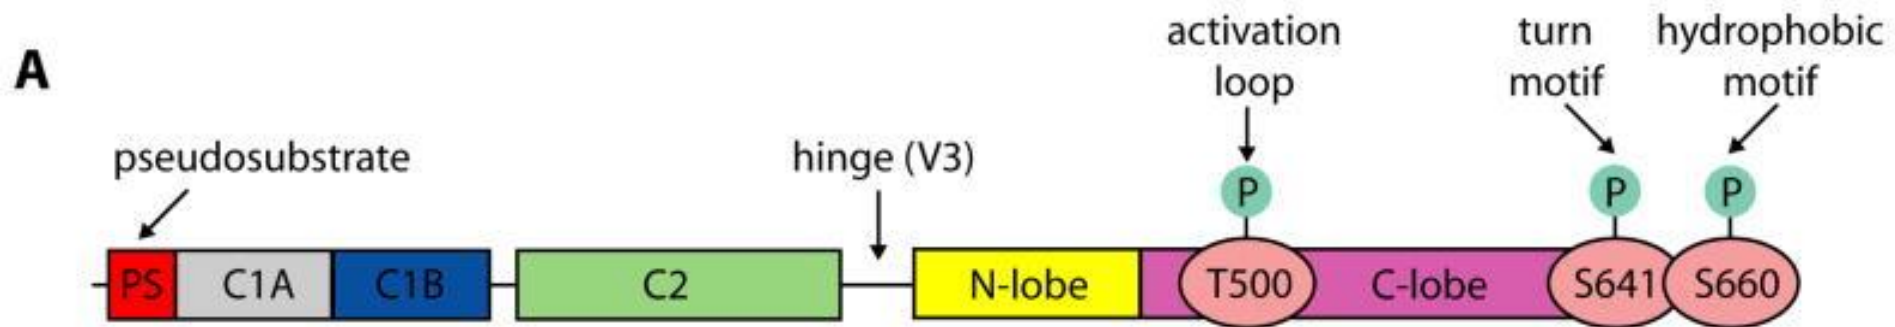 A
activation
loop
turn
motif
hydrophobic
motif
pseudosubstrate
hinge (V3)
P
P
P
PS
C1A
C1B
C2
N-lobe
T500
C-lobe
S641
S660